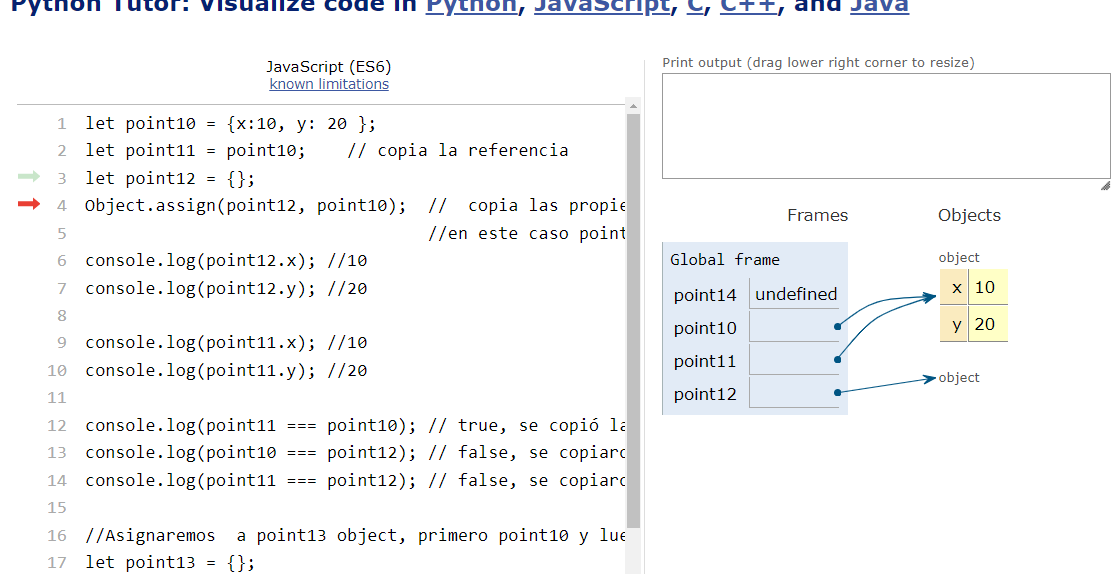 Python Tutor: Visualize code in Python, JavaScript, C, C++, and Java
JavaScript (ES6)
known limitations
1 let point10 = {x:10, y: 20 };
2 let point11 = point10;    // copia la referencia
3 let point12 = {};
4 Object.assign(point12, point10);  //  copia las propie
5 //en este caso point
6 console.log(point12.x); //10
7 console.log(point12.y); //20
8
9 console.log(point11.x); //10
10 console.log(point11.y); //20
11
12 console.log(point11 === point10); // true, se copió la
13 console.log(point10 === point12); // false, se copiaro
14 console.log(point11 === point12); // false, se copiaro
15
16 //Asignaremos  a point13 object, primero point10 y lue
17 let point13 = {};
Print output (drag lower right corner to resize)
Frames
Objects
Global frame
point14 undefined
point10
point11
point12
object
x 10
y 20
object